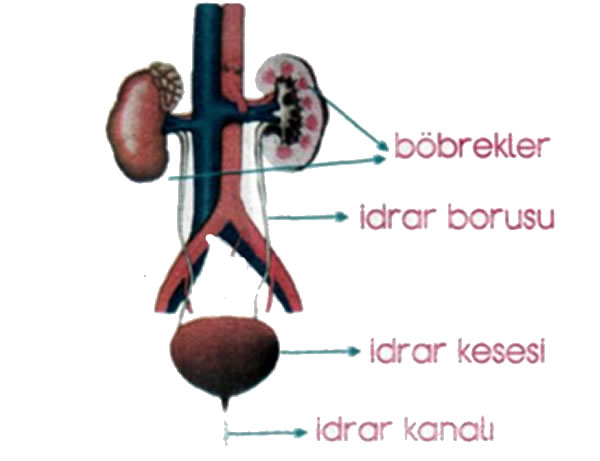 böbrekler
idrar borusu
idrar kesesi
idrar kanalı